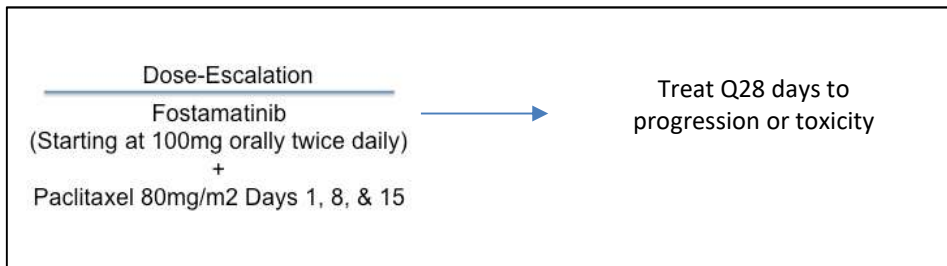 Dose-Escalation
Fostamatinib
(Starting at 100mg orally twice daily)
+
Paclitaxel 80mg/m2 Days 1, 8, & 15
Treat Q28 days to
progression or toxicity